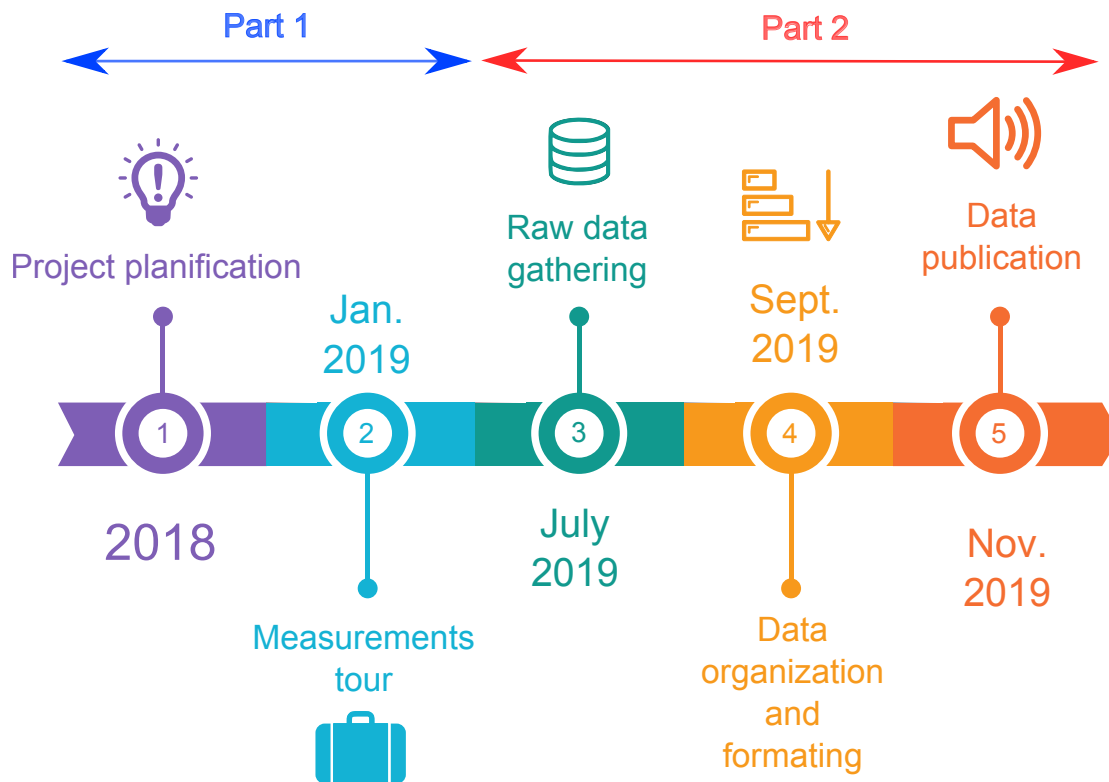 Part 1
Part 2
Project planification
1
2018
Jan.
2019
2
Measurements
tour
Raw data
gathering
3
July
2019
Sept.
2019
4
Data
organization
and
formating
Data
publication
5
Nov.
2019